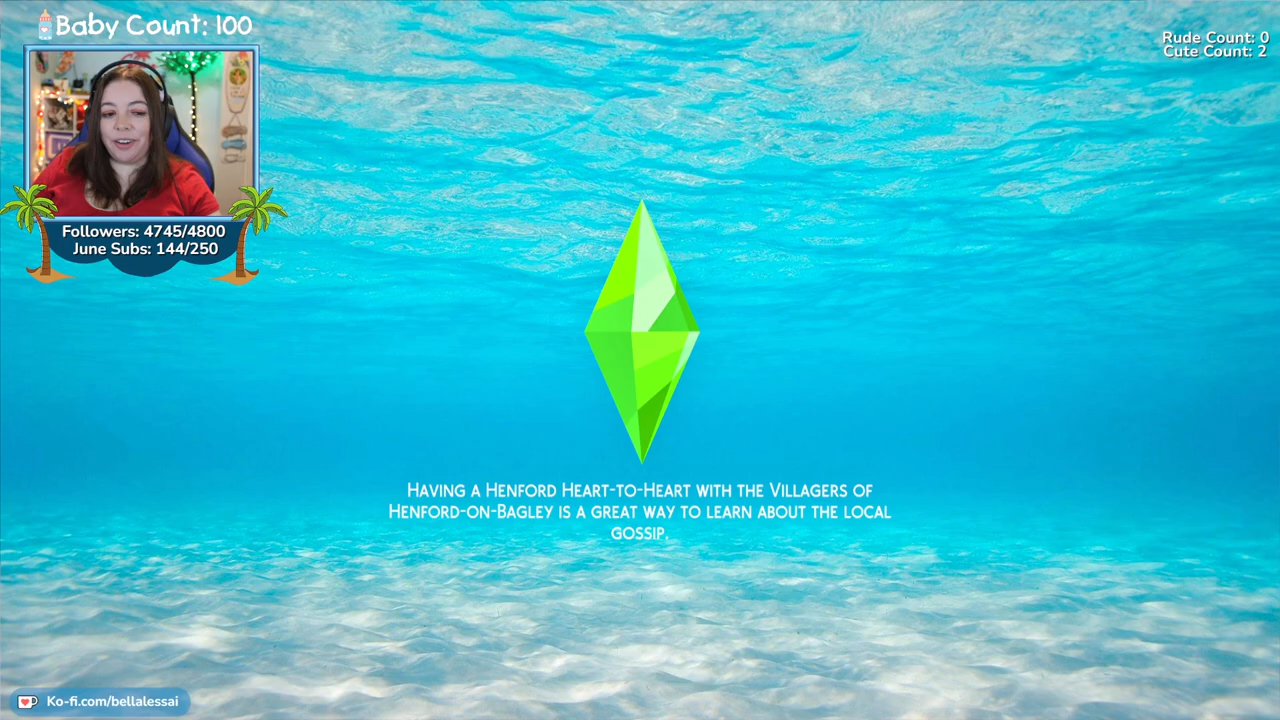 Baby Count: 100
Rude Count: 0
Cute Count: 2
Followers: 4745/4800
June Subs: 144/250
Having a Henford Heart-to-Heart with the Villagers of
Henford-on-Bagley is a great way to learn about the local
gossip.
Ko-fi.com/bellalessai